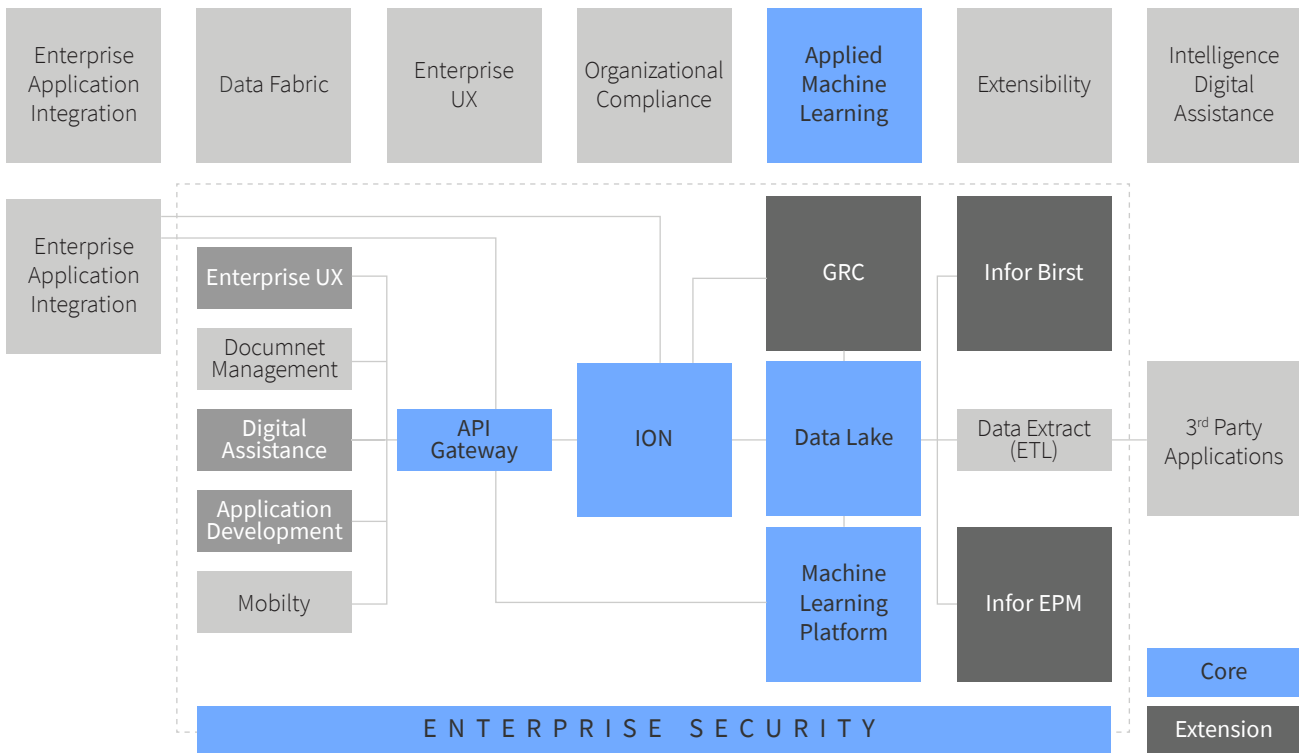 Enterprise
Application
Integration
Data Fabric
Enterprise
UX
Organizational
Compliance
Applied
Machine
Learning
Extensibility
Intelligence
Digital
Assistance
Enterprise
Application
Integration
Enterprise UX
Documnet
Management
Digital
Assistance
Application
Development
Mobilty
API
Gateway
ION
GRC
Data Lake
Machine
Learning
Platform
Infor Birst
Data Extract
(ETL)
Infor EPM
3rd Party
Applications
Core
Extension
ENTERPRISE SECURITY